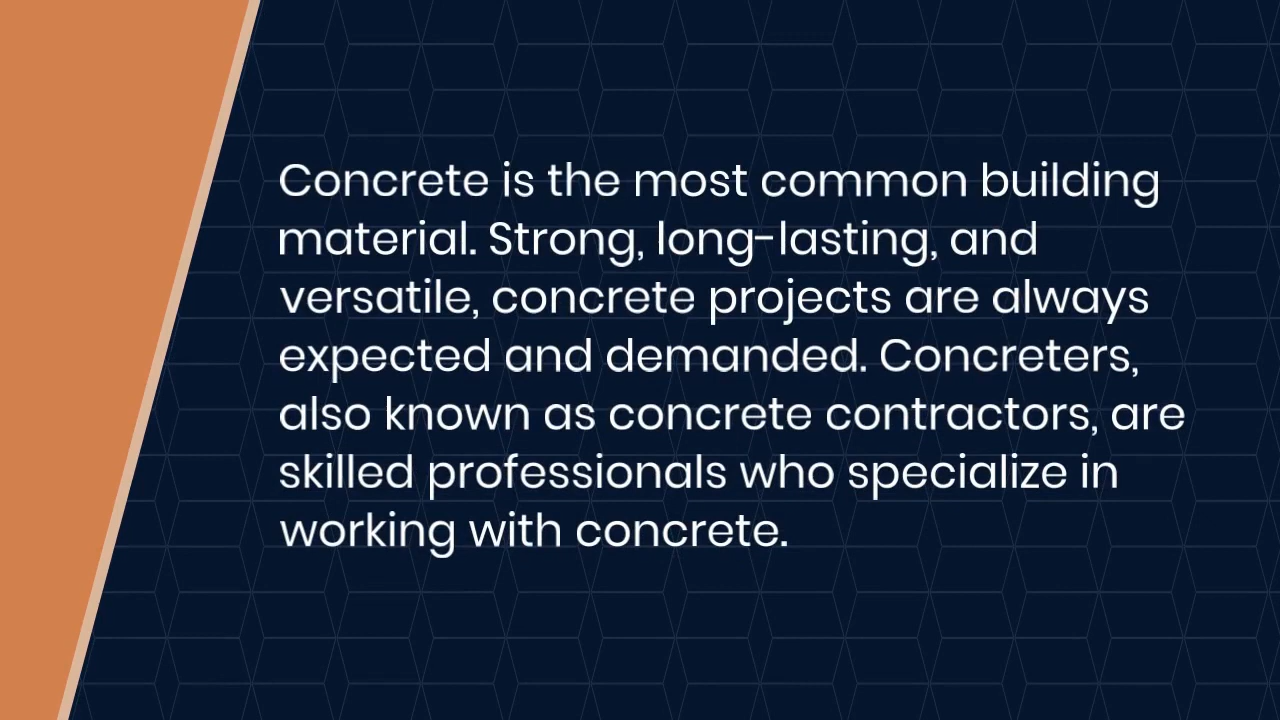 Concrete is the most common building
material. Strong, long-lasting, and
versatile, concrete projects are always
expected and demanded. Concreters,
also known as concrete contractors, are
skilled professionals who specialize in
working with concrete.